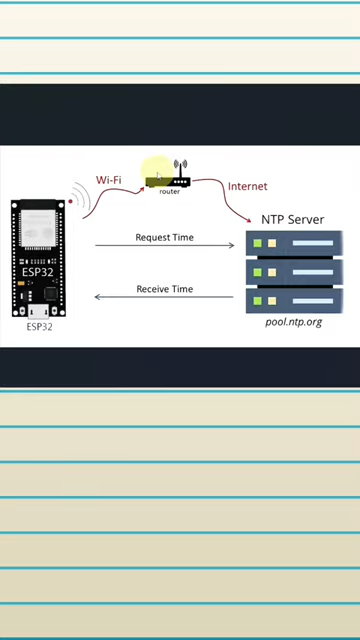 Wi-Fi
router
Internet
NTP Server
Request Time
ESP32
Receive Time
ESP32
pool.ntp.org